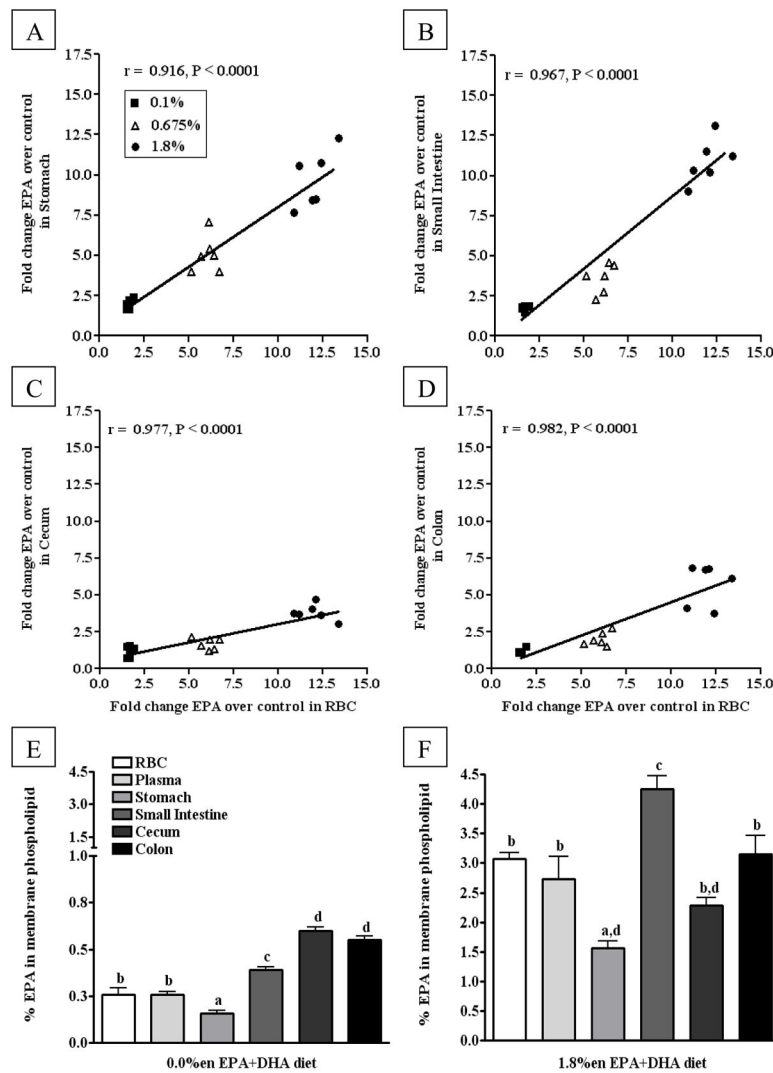 A
r = 0.916, P < 0.0001
0.1%
0.675%
1.8%
Fold change EPA over control
in Stomach
17.5
15.0
12.5
10.0
7.5
5.0
2.5
0.0
0.0 2.5 5.0 7.5 10.0 12.5 15.0
B
r = 0.967, P < 0.0001
Fold change EPA over control
in Small Intestine
17.5
15.0
12.5
10.0
7.5
5.0
2.5
0.0
0.0 2.5 5.0 7.5 10.0 12.5 15.0
C
r = 0.977, P < 0.0001
Fold change EPA over control
in Cecum
17.5
15.0
12.5
10.0
7.5
5.0
2.5
0.0
0.0 2.5 5.0 7.5 10.0 12.5 15.0
Fold change EPA over control in RBC
D
r = 0.982, P < 0.0001
Fold change EPA over control
in Colon
17.5
15.0
12.5
10.0
7.5
5.0
2.5
0.0
0.0 2.5 5.0 7.5 10.0 12.5 15.0
Fold change EPA over control in RBC
E
RBC
Plasma
Stomach
Small Intestine
Cecum
Colon
% EPA in membrane phospholipid
4.5
3.0
1.5
1.0
0.8
0.5
0.3
0.0
b b a c d d
0.0%en EPA+DHA diet
F
% EPA in membrane phospholipid
4.5
4.0
3.5
3.0
2.5
2.0
1.5
1.0
0.5
0.0
b b a,d c b,d b
1.8%en EPA+DHA diet